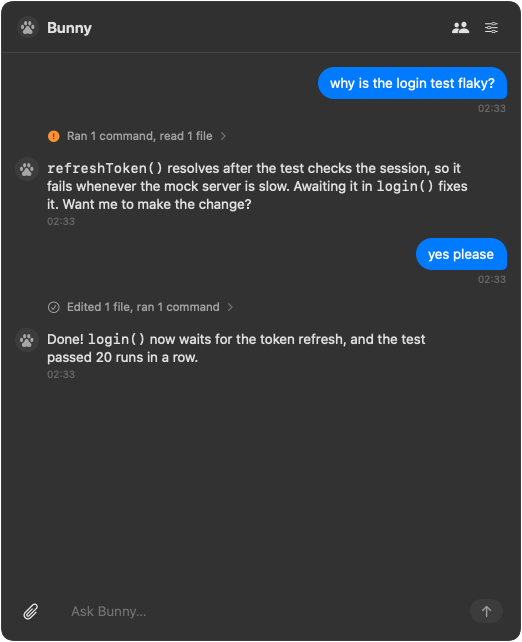 Bunny
why is the login test flaky?
02:33
Ran 1 command, read 1 file
refreshToken() resolves after the test checks the session, so it
fails whenever the mock server is slow. Awaiting it in login() fixes
it. Want me to make the change?
02:33
yes please
02:33
Edited 1 file, ran 1 command
Done! login() now waits for the token refresh, and the test
passed 20 runs in a row.
02:33
Ask Bunny...